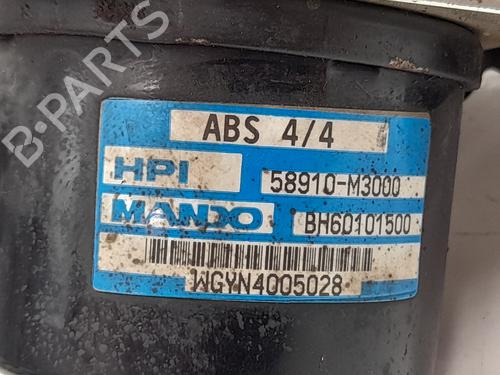 B-PARTS
ABS 4/4
HPI 58910-M3000
MANDO BH60101500
WGYN4005028